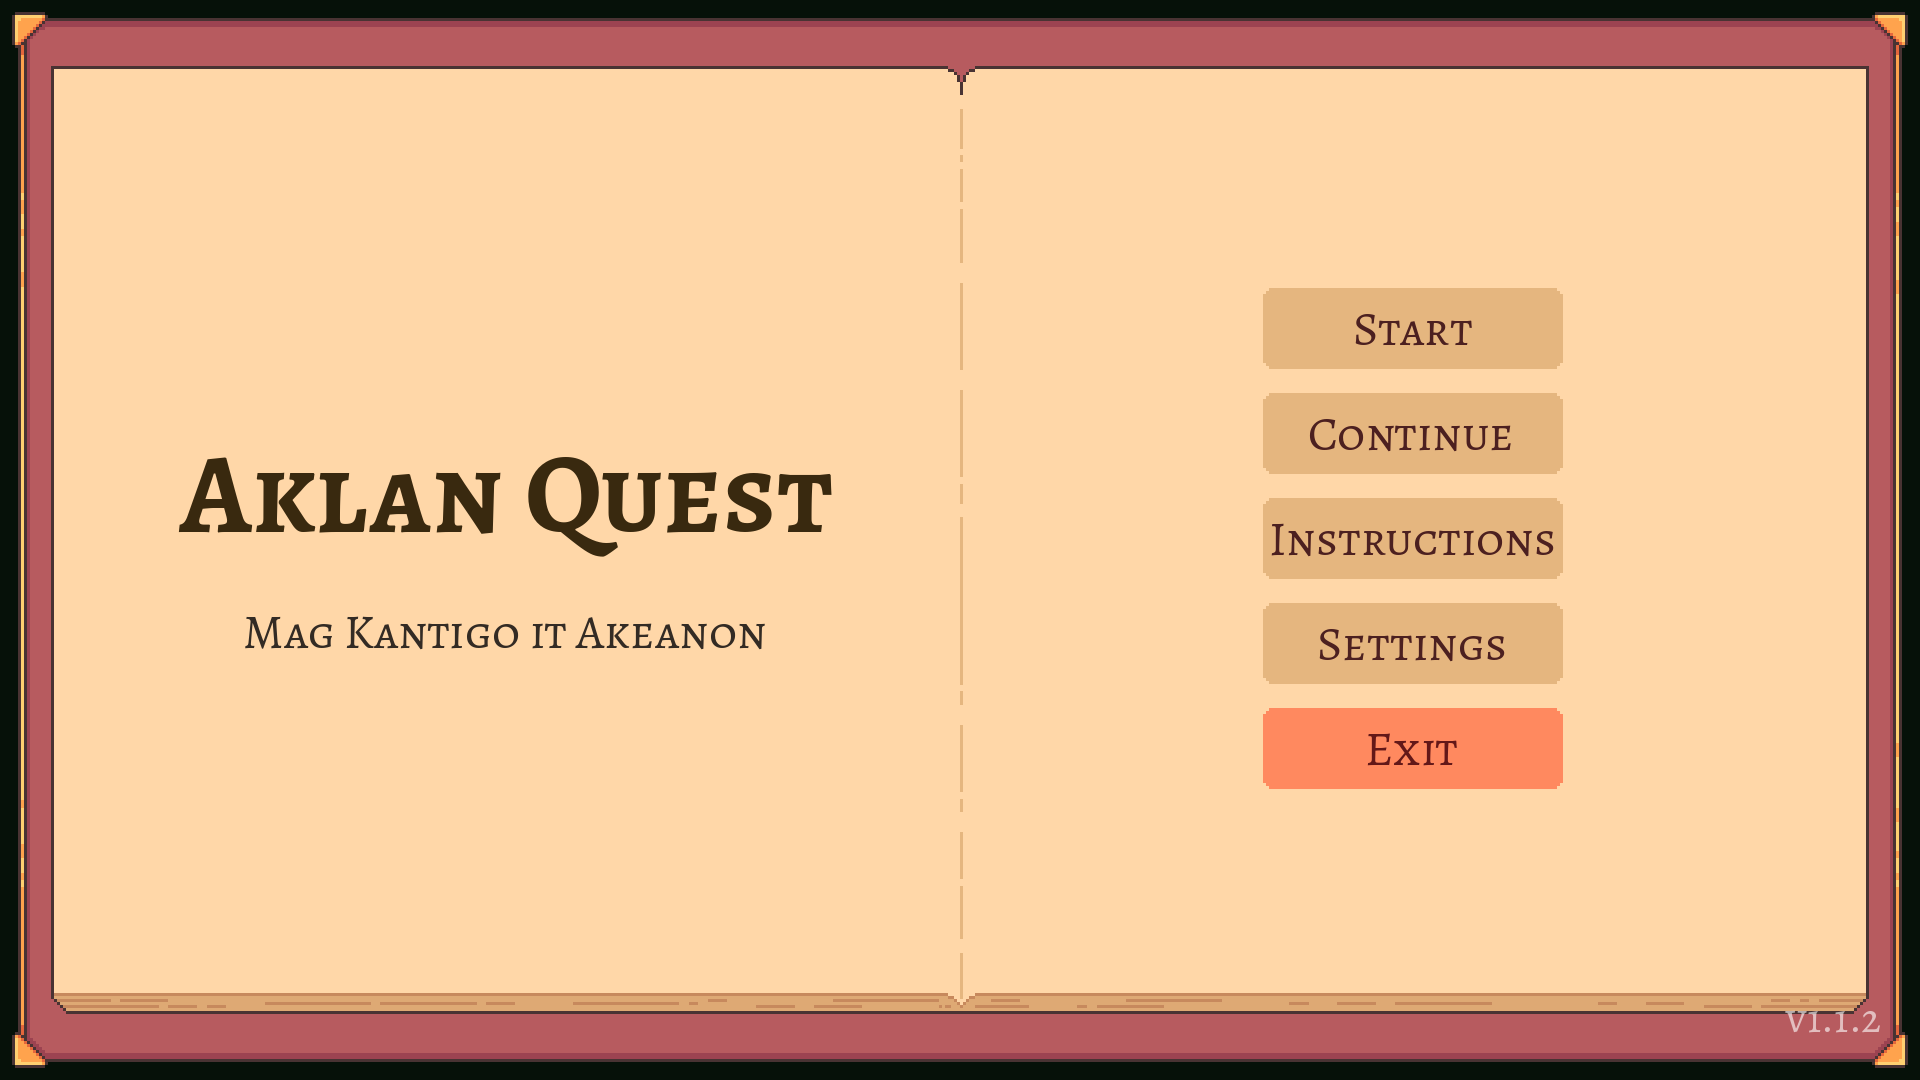 Aklan Quest
Mag Kantigo it Akeanon
Start
Continue
Instructions
Settings
Exit
v1.1.2